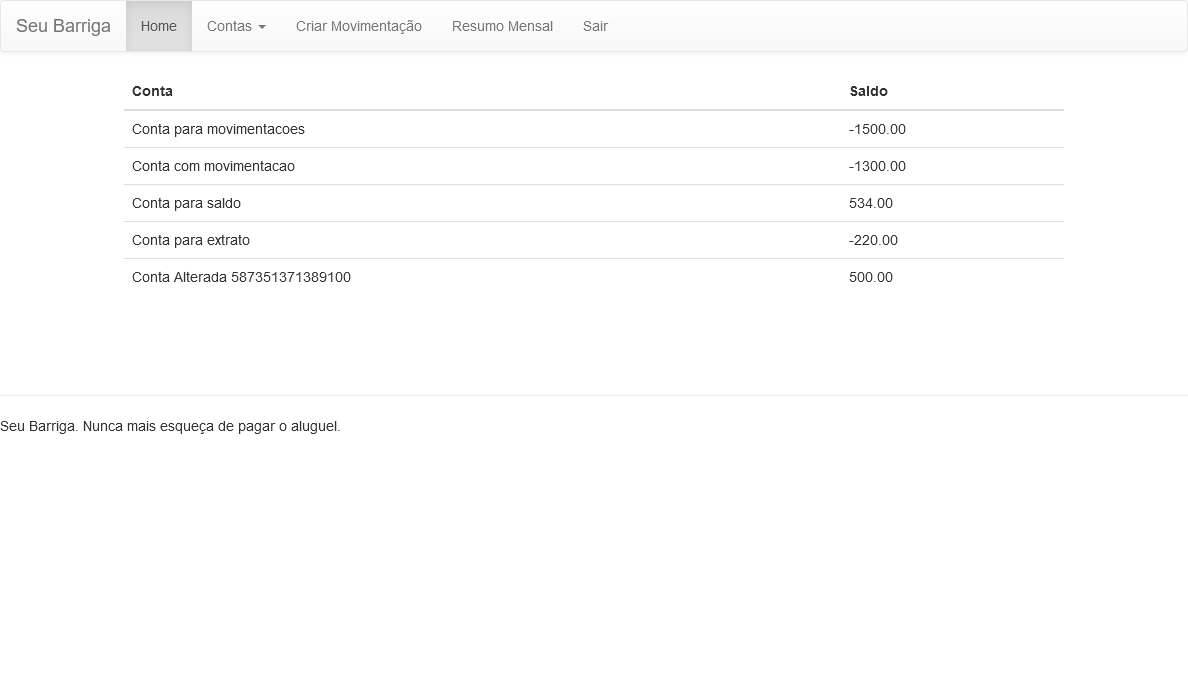 Seu Barriga Home Contas Criar Movimentação Resumo Mensal Sair
Conta Saldo
Conta para movimentacoes -1500.00
Conta com movimentacao -1300.00
Conta para saldo 534.00
Conta para extrato -220.00
Conta Alterada 587351371389100 500.00
Seu Barriga. Nunca mais esqueça de pagar o aluguel.